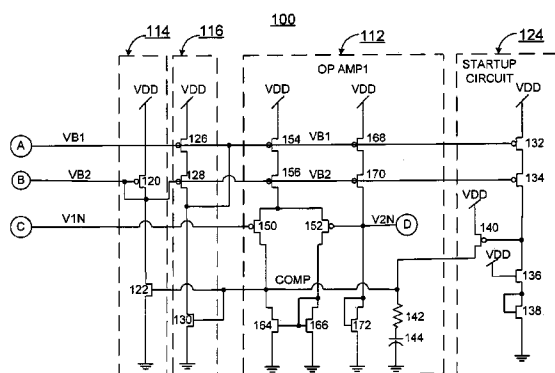 100
114 116 112 124
OP AMP1 STARTUP CIRCUIT
VDD VDD VDD VDD VDD
A VB1 126 154 VB1 168 132
B VB2 120 128 156 VB2 170 134
VDD 140
C V1N 150 152 V2N D
VDD 136
122 COMP
130 164 166 172 142 138
144